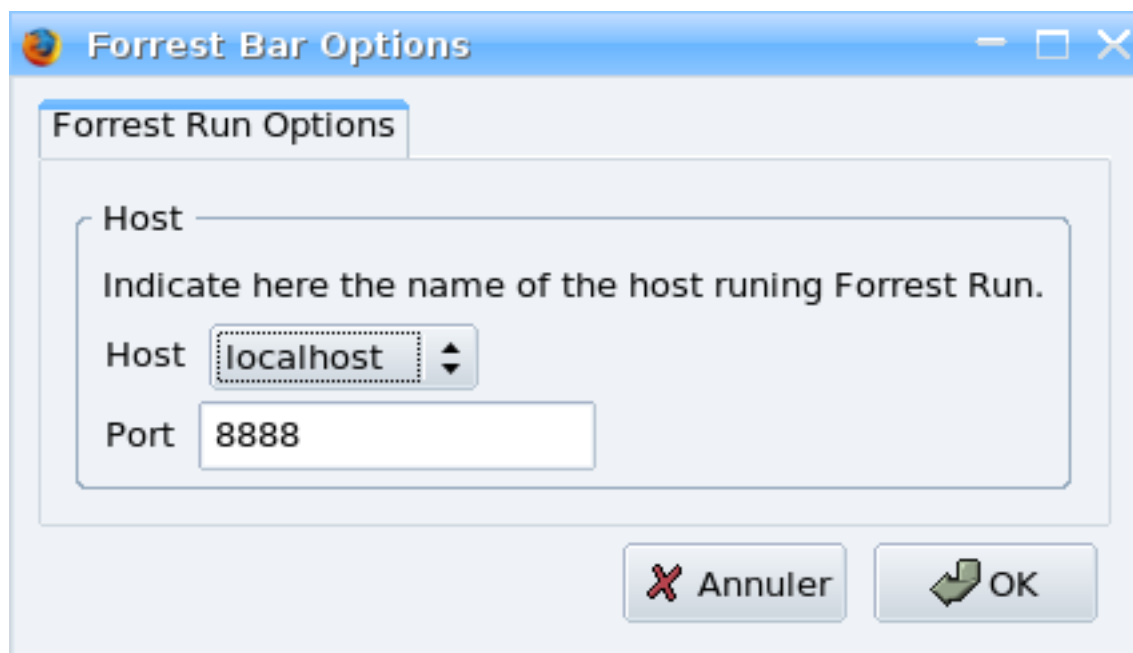 Forrest Bar Options
Forrest Run Options
Host
Indicate here the name of the host runing Forrest Run.
Host localhost
Port 8888
Annuler OK